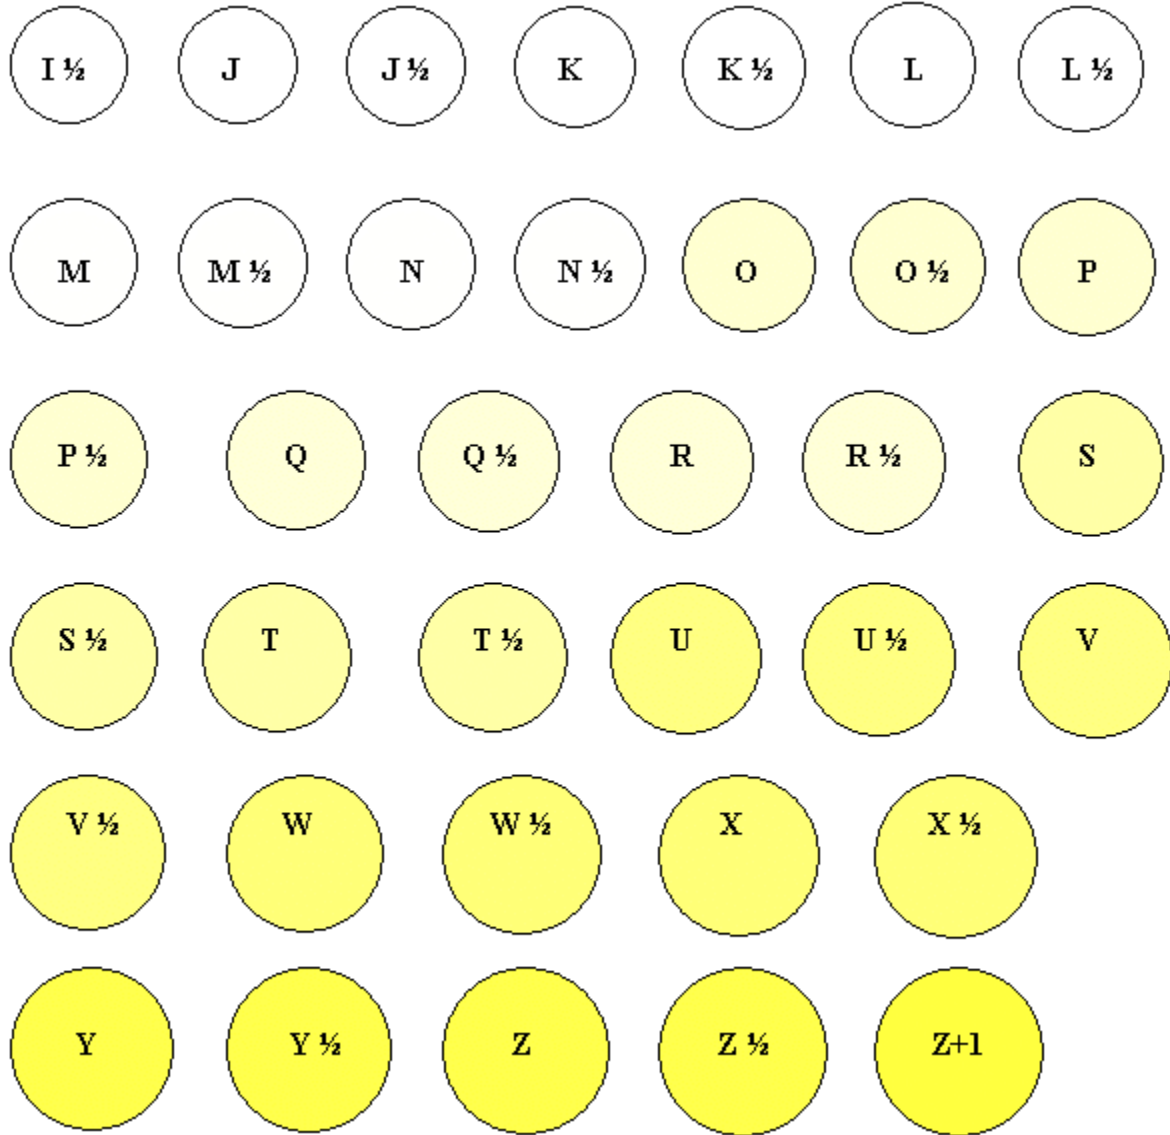 I ½ J J ½ K K ½ L L ½
M M ½ N N ½ O O ½ P
P ½ Q Q ½ R R ½ S
S ½ T T ½ U U ½ V
V ½ W W ½ X X ½
Y Y ½ Z Z ½ Z+1